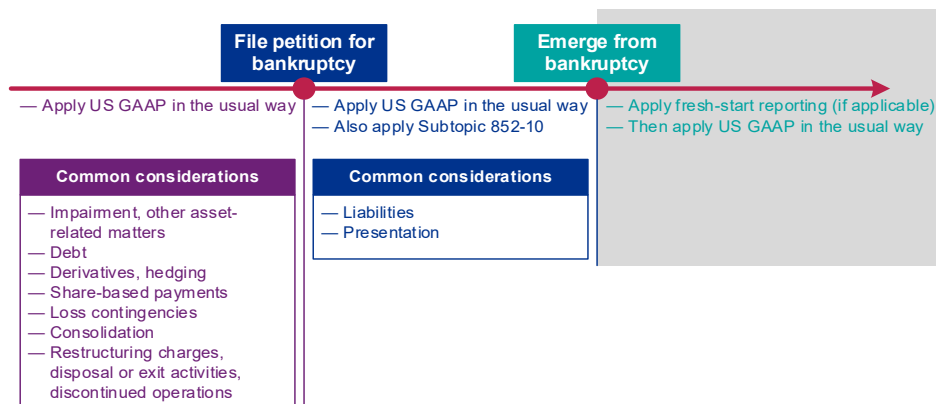 File petition for
bankruptcy
Emerge from
bankruptcy
— Apply US GAAP in the usual way
— Apply US GAAP in the usual way
— Also apply Subtopic 852-10
— Apply fresh-start reporting (if applicable)
— Then apply US GAAP in the usual way
Common considerations
— Impairment, other asset-
related matters
— Debt
— Derivatives, hedging
— Share-based payments
— Loss contingencies
— Consolidation
— Restructuring charges,
disposal or exit activities,
discontinued operations
Common considerations
— Liabilities
— Presentation